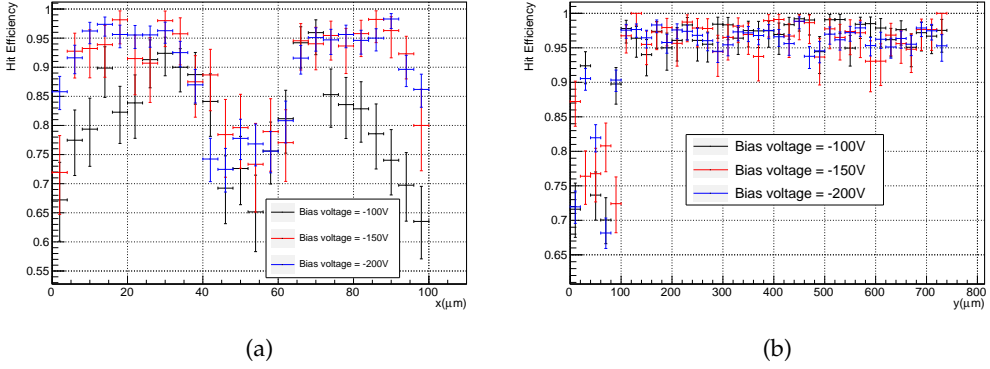 Hit Efficiency
1
0.95
0.9
0.85
0.8
0.75
0.7
0.65
0.6
0.55
0 20 40 60 80 100
x(μm)
Bias voltage = -100V
Bias voltage = -150V
Bias voltage = -200V
(a)
Hit Efficiency
1
0.95
0.9
0.85
0.8
0.75
0.7
0.65
0 100 200 300 400 500 600 700 800
y(μm)
Bias voltage = -100V
Bias voltage = -150V
Bias voltage = -200V
(b)